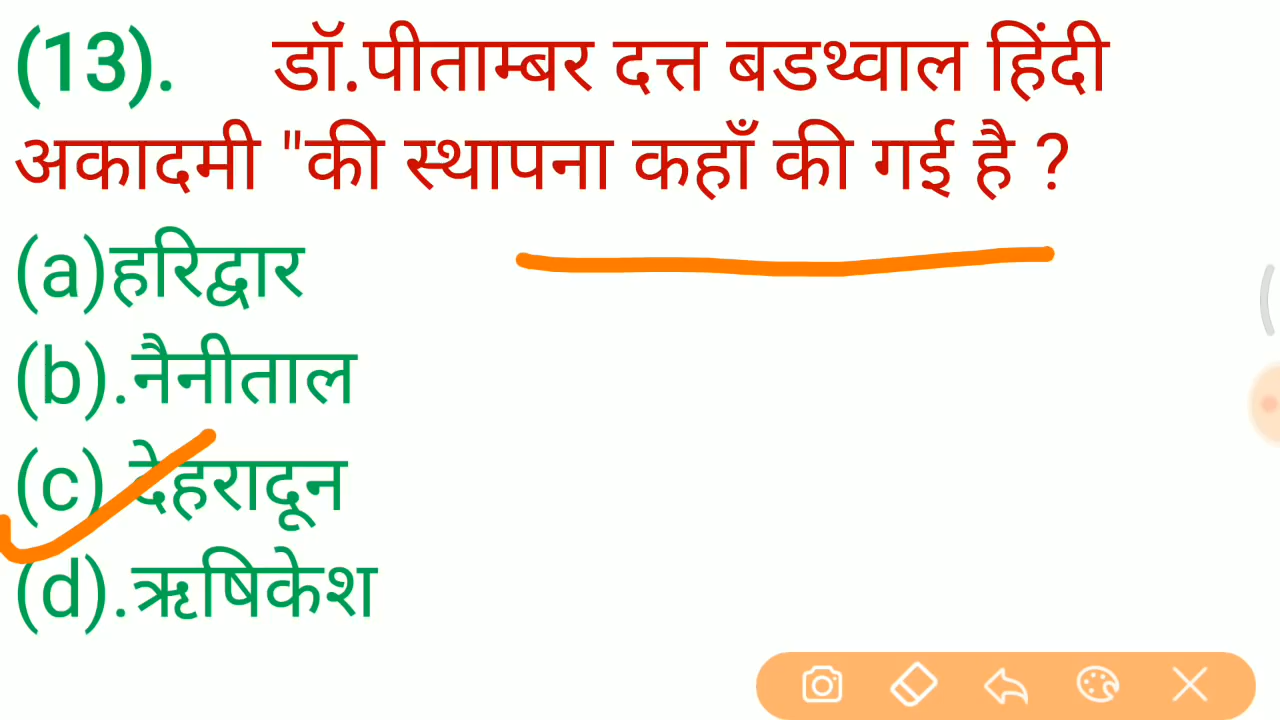 (13). डॉ.पीताम्बर दत्त बडथ्वाल हिंदी
अकादमी "की स्थापना कहाँ की गई है ?
(a)हरिद्वार
(b).नैनीताल
(c) देहरादून
(d).ऋषिकेश